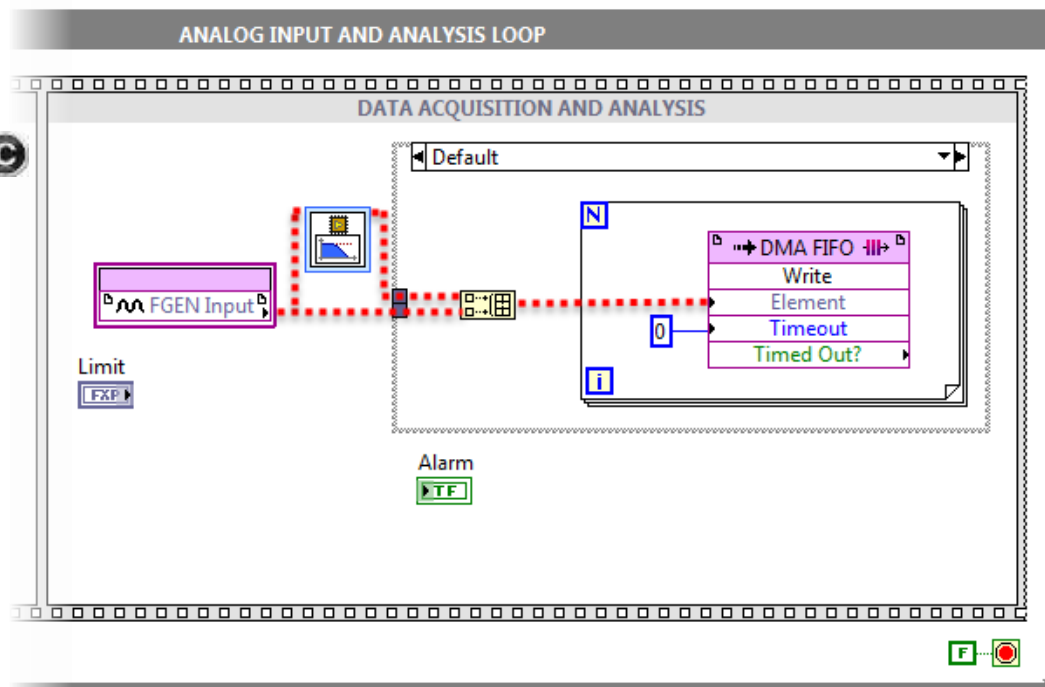 ANALOG INPUT AND ANALYSIS LOOP
DATA ACQUISITION AND ANALYSIS
C
Default
N
DMA FIFO
Write
FGEN Input
Element
0
Timeout
Timed Out?
Limit
FXP
i
Alarm
TF
F